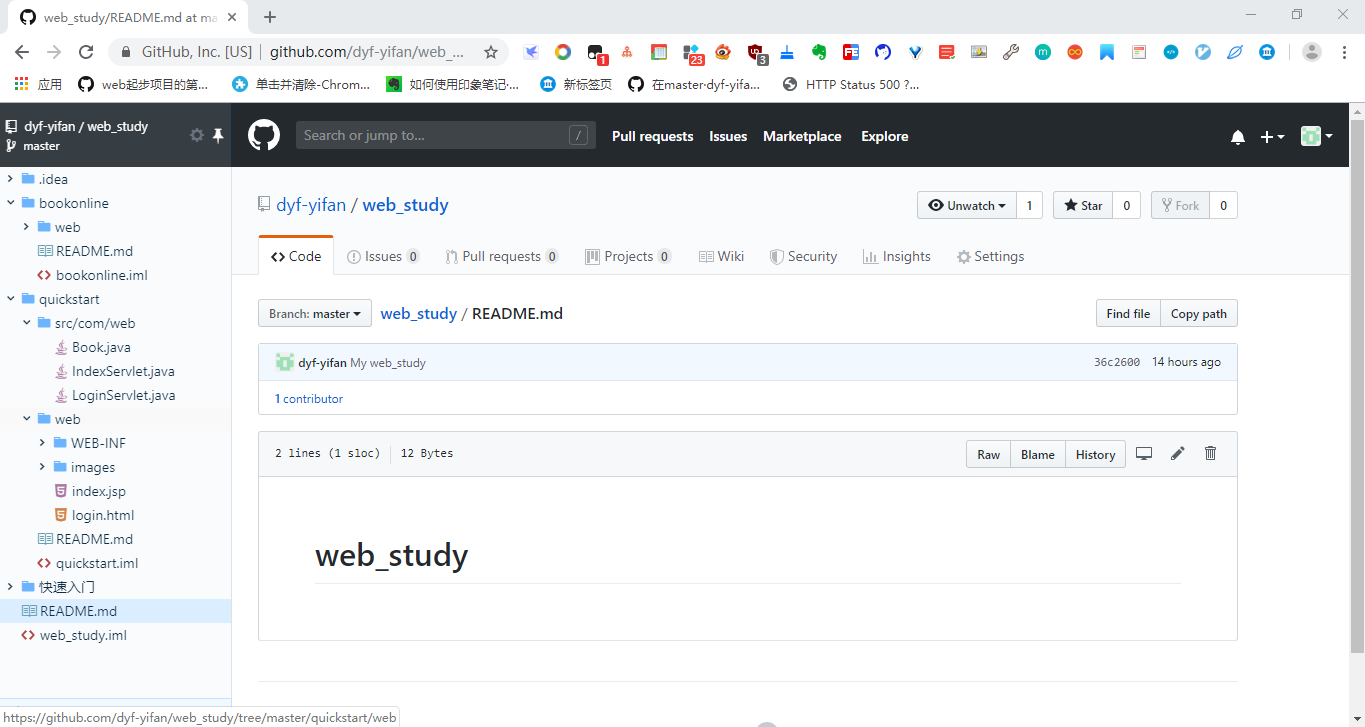 web_study/README.md at ma
GitHub, Inc. [US] | github.com/dyf-yifan/web_...
1
23
3
应用
web起步项目的第...
单击并清除-Chrom...
如何使用印象笔记·...
新标签页
在master·dyf-yifa...
HTTP Status 500 ?...
dyf-yifan / web_study
master
Search or jump to...
/
Pull requests
Issues
Marketplace
Explore
.idea
bookonline
web
README.md
bookonline.iml
quickstart
src/com/web
Book.java
IndexServlet.java
LoginServlet.java
web
WEB-INF
images
index.jsp
login.html
README.md
quickstart.iml
快速入门
README.md
web_study.iml
dyf-yifan / web_study
Unwatch 1
Star 0
Fork 0
Code
Issues 0
Pull requests 0
Projects 0
Wiki
Security
Insights
Settings
Branch: master
web_study / README.md
Find file
Copy path
dyf-yifan My web_study
36c2600 14 hours ago
1 contributor
2 lines (1 sloc) 12 Bytes
Raw
Blame
History
web_study
https://github.com/dyf-yifan/web_study/tree/master/quickstart/web